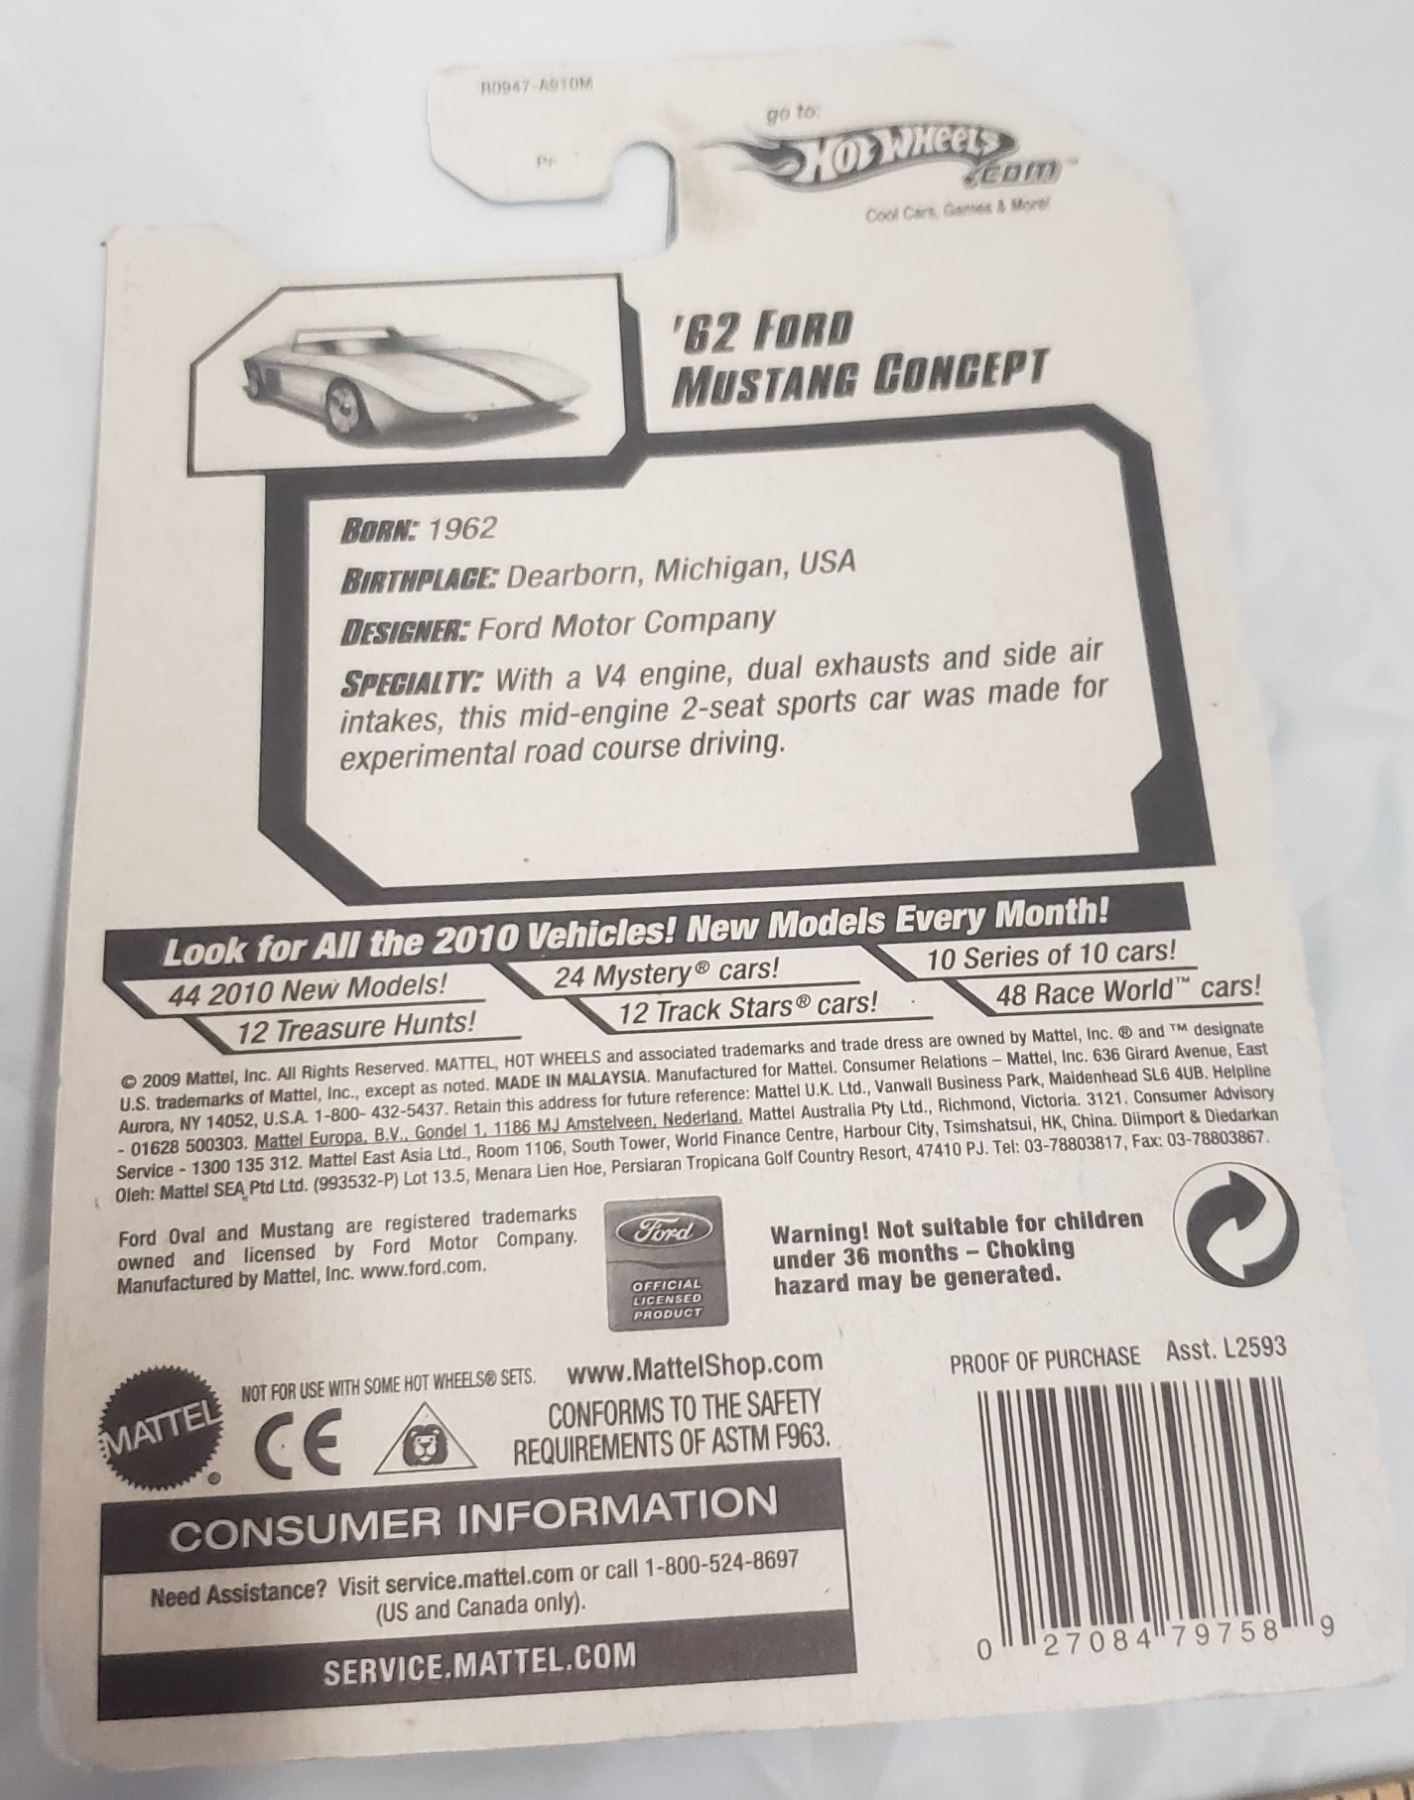 R0947-A910M
PP
go to:
HOT WHEELS
.com™
Cool Cars, Games & More!
'62 FORD
MUSTANG CONCEPT
BORN: 1962
BIRTHPLACE: Dearborn, Michigan, USA
DESIGNER: Ford Motor Company
SPECIALTY: With a V4 engine, dual exhausts and side air
intakes, this mid-engine 2-seat sports car was made for
experimental road course driving.
Look for All the 2010 Vehicles! New Models Every Month!
44 2010 New Models!
24 Mystery® cars!
10 Series of 10 cars!
12 Treasure Hunts!
12 Track Stars® cars!
48 Race World™ cars!
© 2009 Mattel, Inc. All Rights Reserved. MATTEL, HOT WHEELS and associated trademarks and trade dress are owned by Mattel, Inc. ® and ™ designate
U.S. trademarks of Mattel, Inc., except as noted. MADE IN MALAYSIA. Manufactured for Mattel. Consumer Relations – Mattel, Inc. 636 Girard Avenue, East
Aurora, NY 14052, U.S.A. 1-800- 432-5437. Retain this address for future reference: Mattel U.K. Ltd., Vanwall Business Park, Maidenhead SL6 4UB. Helpline
- 01628 500303. Mattel Europa, B.V., Gondel 1, 1186 MJ Amstelveen, Nederland. Mattel Australia Pty Ltd., Richmond, Victoria. 3121. Consumer Advisory
Service - 1300 135 312. Mattel East Asia Ltd., Room 1106, South Tower, World Finance Centre, Harbour City, Tsimshatsui, HK, China. Diimport & Diedarkan
Oleh: Mattel SEA Ptd Ltd. (993532-P) Lot 13.5, Menara Lien Hoe, Persiaran Tropicana Golf Country Resort, 47410 PJ. Tel: 03-78803817, Fax: 03-78803867.
Ford Oval and Mustang are registered trademarks
owned and licensed by Ford Motor Company.
Manufactured by Mattel, Inc. www.ford.com.
Ford
OFFICIAL
LICENSED
PRODUCT
Warning! Not suitable for children
under 36 months – Choking
hazard may be generated.
MATTEL®
NOT FOR USE WITH SOME HOT WHEELS® SETS.
CE
www.MattelShop.com
CONFORMS TO THE SAFETY
REQUIREMENTS OF ASTM F963.
PROOF OF PURCHASE Asst. L2593
CONSUMER INFORMATION
Need Assistance? Visit service.mattel.com or call 1-800-524-8697
(US and Canada only).
SERVICE.MATTEL.COM
0 27084 79758 9